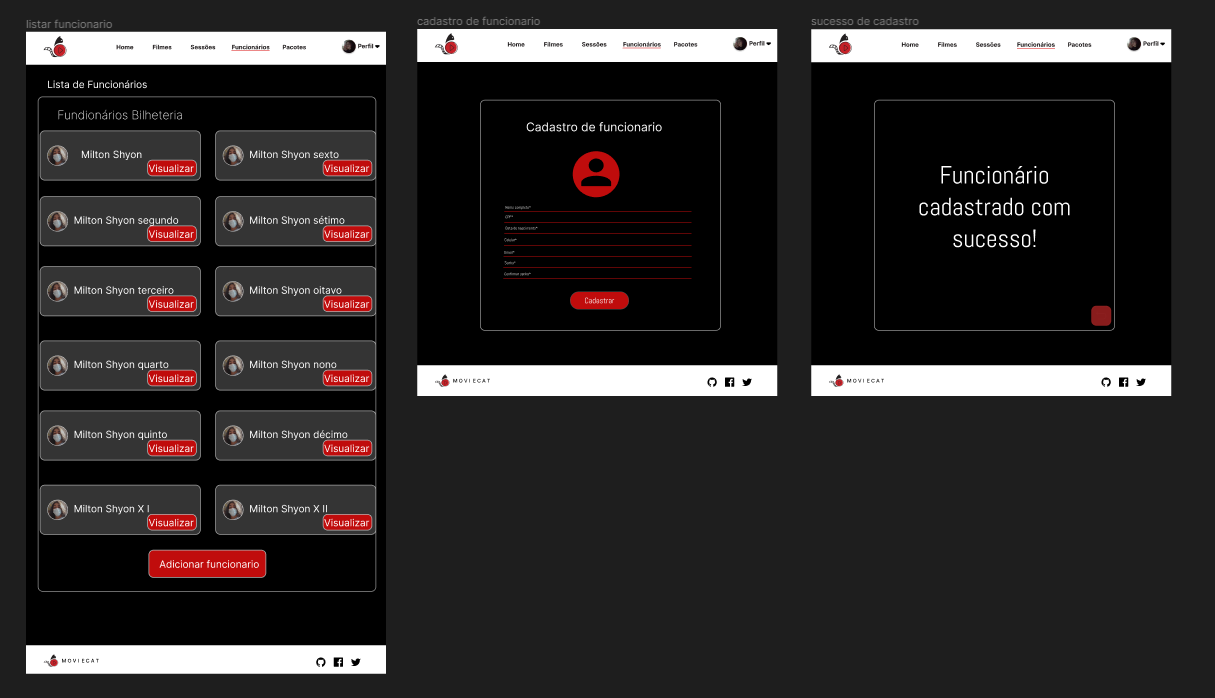 listar funcionario
Home Filmes Sessões Funcionários Pacotes Perfil
Lista de Funcionários
Fundionários Bilheteria
Milton Shyon
Visualizar
Milton Shyon sexto
Visualizar
Milton Shyon segundo
Visualizar
Milton Shyon sétimo
Visualizar
Milton Shyon terceiro
Visualizar
Milton Shyon oitavo
Visualizar
Milton Shyon quarto
Visualizar
Milton Shyon nono
Visualizar
Milton Shyon quinto
Visualizar
Milton Shyon décimo
Visualizar
Milton Shyon X I
Visualizar
Milton Shyon X II
Visualizar
Adicionar funcionario
MOVIECAT
cadastro de funcionario
Home Filmes Sessões Funcionários Pacotes Perfil
Cadastro de funcionario
Nome completo*
CPF*
Data de nascimento*
Celular*
Email*
Senha*
Confirmar senha*
Cadastrar
MOVIECAT
sucesso de cadastro
Home Filmes Sessões Funcionários Pacotes Perfil
Funcionário
cadastrado com
sucesso!
MOVIECAT